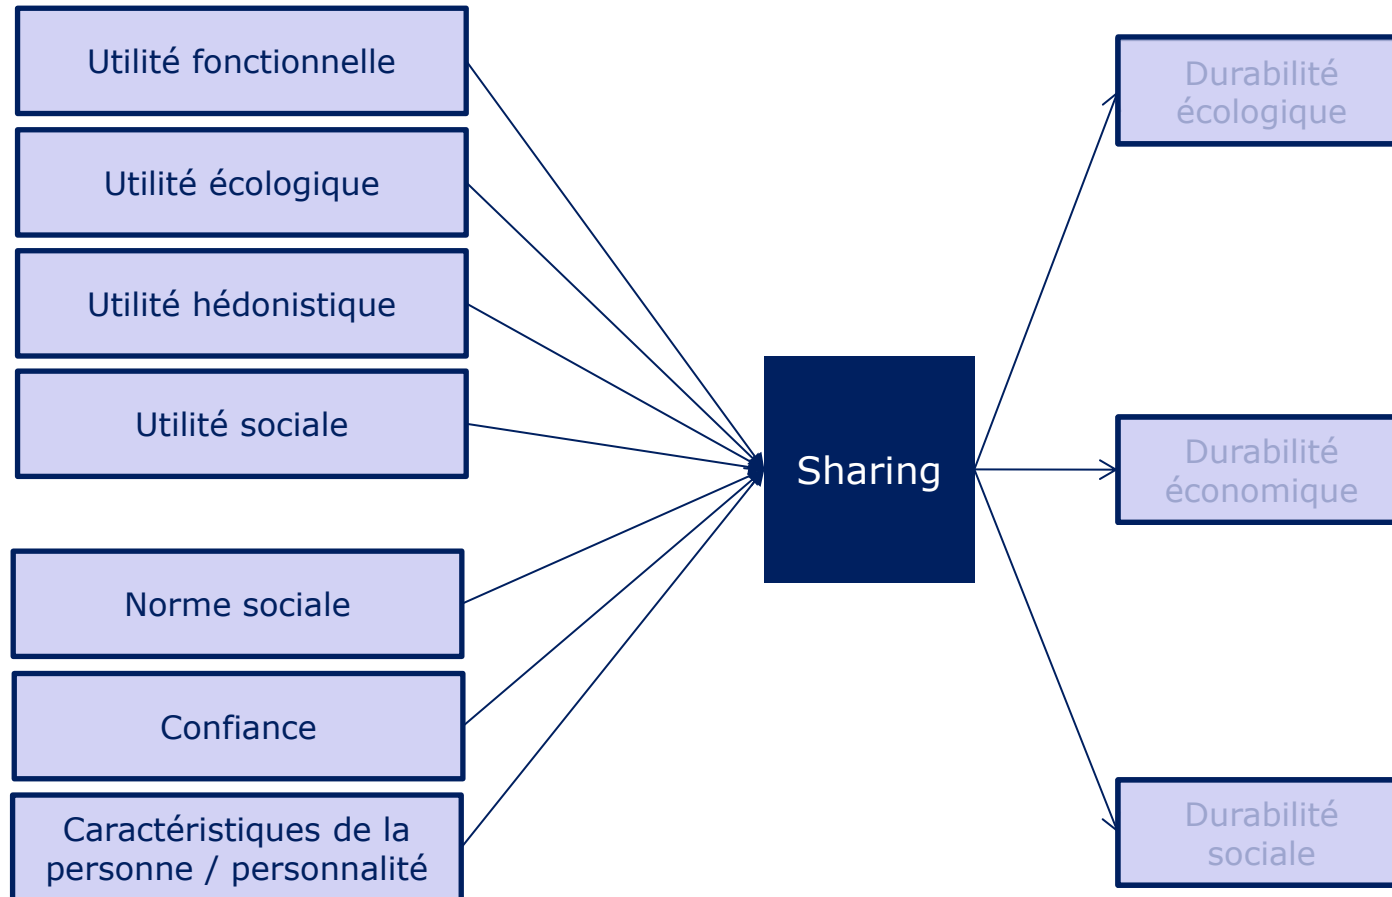 Utilité fonctionnelle
Utilité écologique
Utilité hédonistique
Utilité sociale
Norme sociale
Confiance
Caractéristiques de la
personne / personnalité
Sharing
Durabilité
écologique
Durabilité
économique
Durabilité
sociale